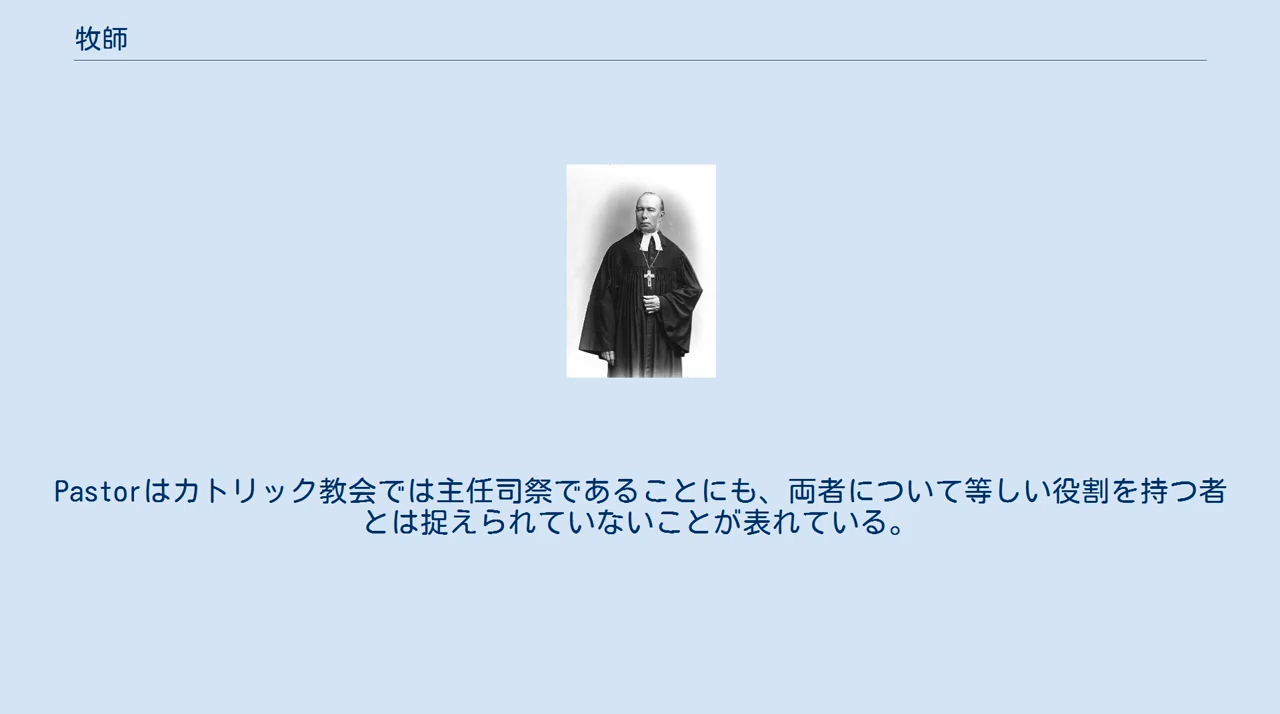 牧師
Pastorはカトリック教会では主任司祭であることにも、両者について等しい役割を持つ者
とは捉えられていないことが表れている。